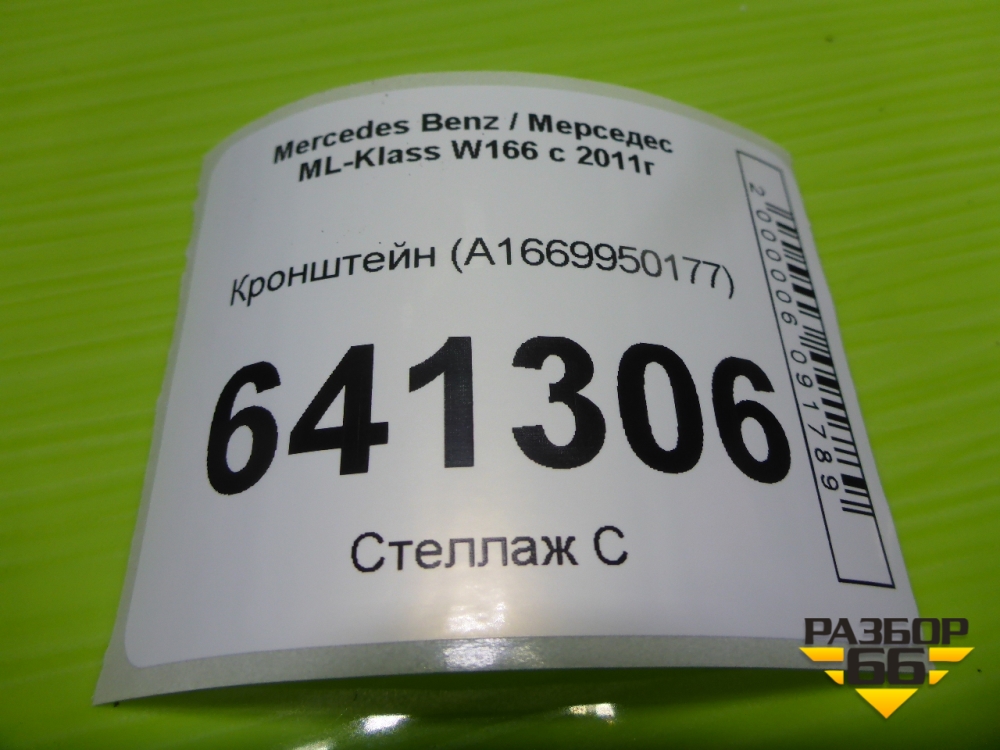 Mercedes Benz / Мерседес
ML-Klass W166 с 2011г
Кронштейн (A1669950177)
641306
Стеллаж С
2000006091789
РАЗБОР
66